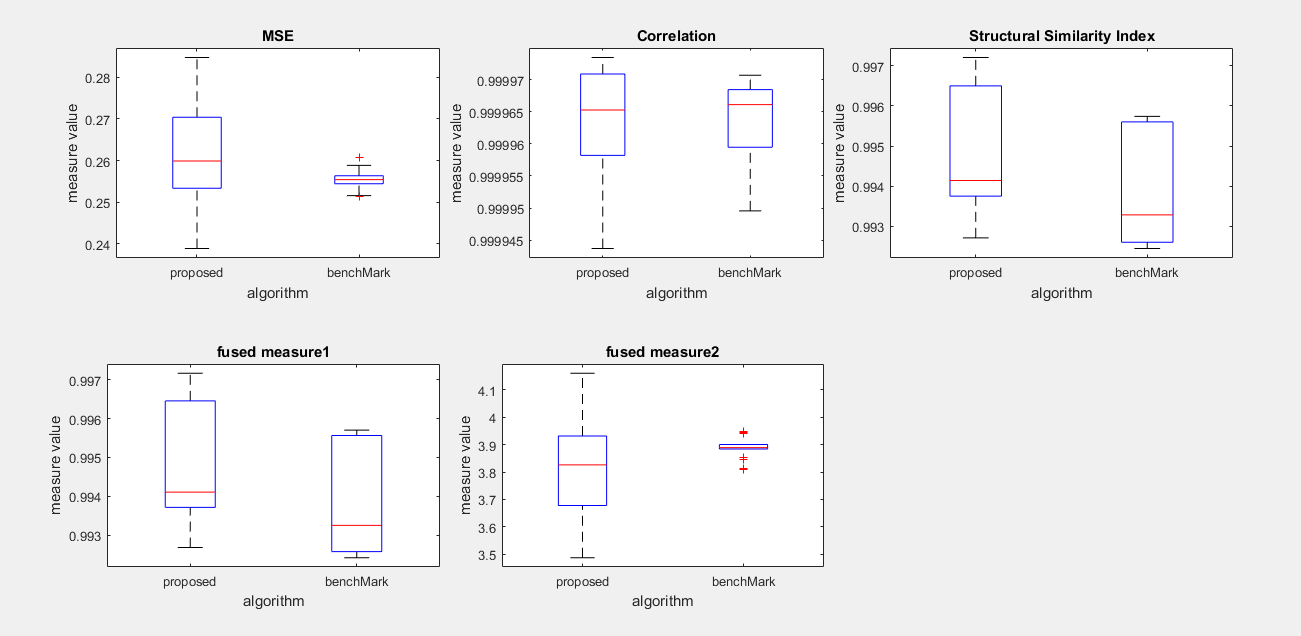 MSE
measure value
0.28
0.27
0.26
0.25
0.24
proposed benchMark
algorithm
Correlation
measure value
0.99997
0.999965
0.99996
0.999955
0.99995
0.999945
proposed benchMark
algorithm
Structural Similarity Index
measure value
0.997
0.996
0.995
0.994
0.993
proposed benchMark
algorithm
fused measure1
measure value
0.997
0.996
0.995
0.994
0.993
proposed benchMark
algorithm
fused measure2
measure value
4.1
4
3.9
3.8
3.7
3.6
3.5
proposed benchMark
algorithm